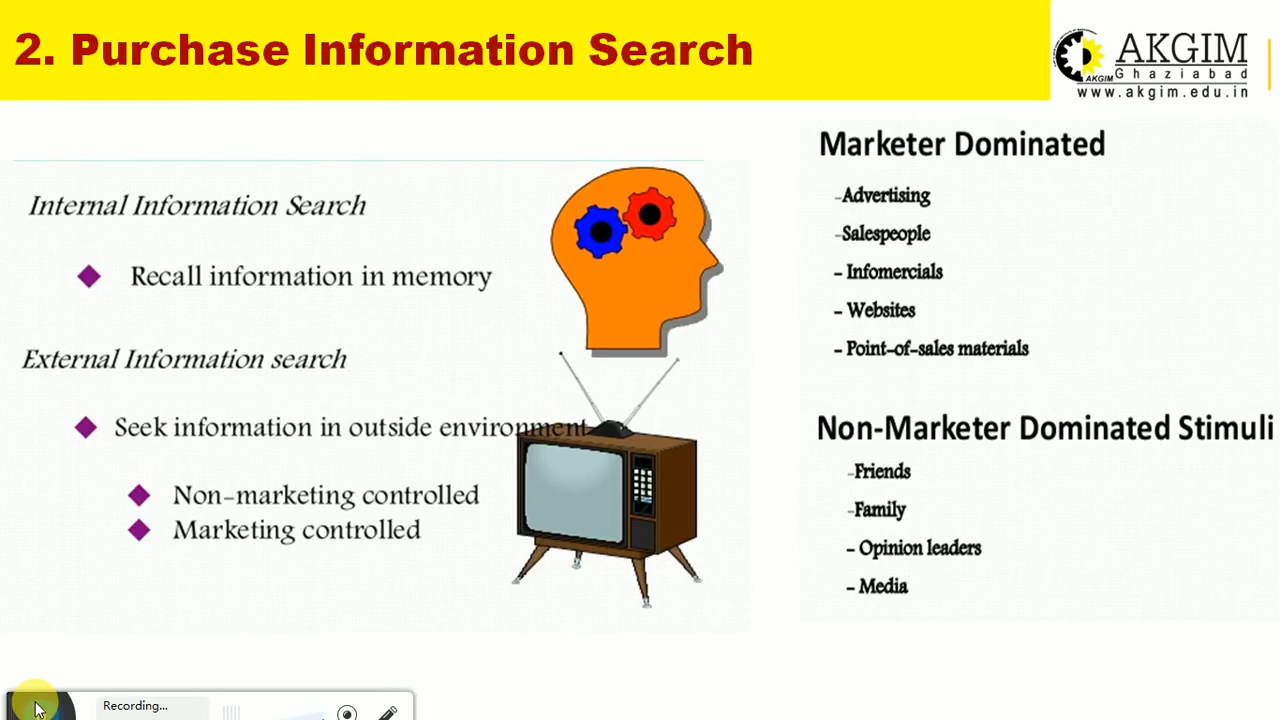 2. Purchase Information Search
AKGIM
AKGIM
Ghaziabad
www.akgim.edu.in
Internal Information Search
Recall information in memory
External Information search
Seek information in outside environment
Non-marketing controlled
Marketing controlled
Marketer Dominated
-Advertising
-Salespeople
- Infomercials
- Websites
- Point-of-sales materials
Non-Marketer Dominated Stimuli
-Friends
-Family
- Opinion leaders
- Media
Recording...